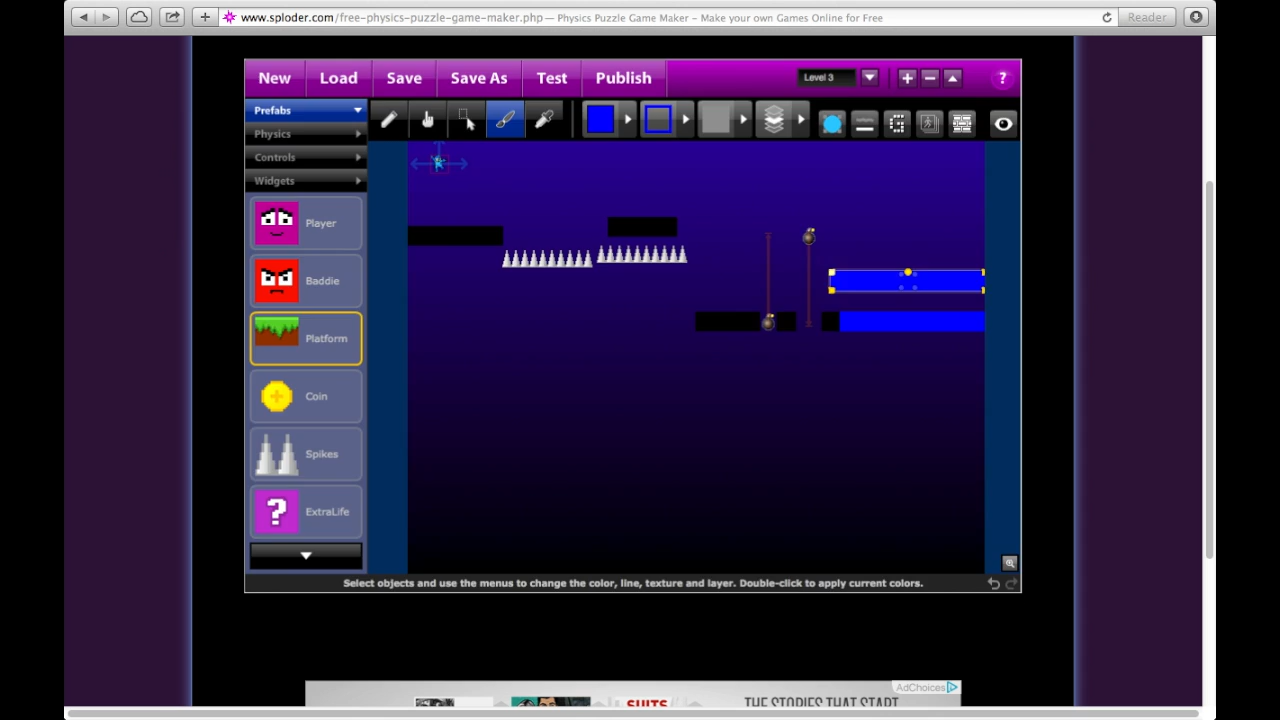 www.sploder.com/free-physics-puzzle-game-maker.php — Physics Puzzle Game Maker – Make your own Games Online for Free
Reader
New Load Save Save As Test Publish Level 3 + − ?
Prefabs
Physics
Controls
Widgets
Player
Baddie
Platform
Coin
Spikes
?
ExtraLife
Select objects and use the menus to change the color, line, texture and layer. Double-click to apply current colors.
AdChoices
SUITS
THE STORIES THAT START